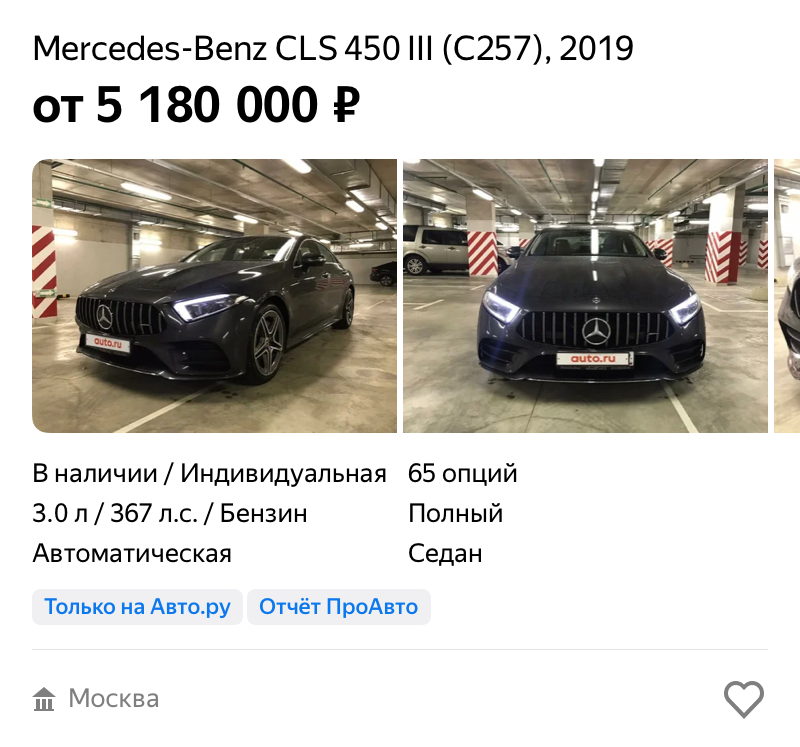 Mercedes-Benz CLS 450 III (C257), 2019
от 5 180 000 ₽
auto.ru
auto.ru
В наличии / Индивидуальная
65 опций
3.0 л / 367 л.с. / Бензин
Полный
Автоматическая
Седан
Только на Авто.ру
Отчёт ПроАвто
Москва